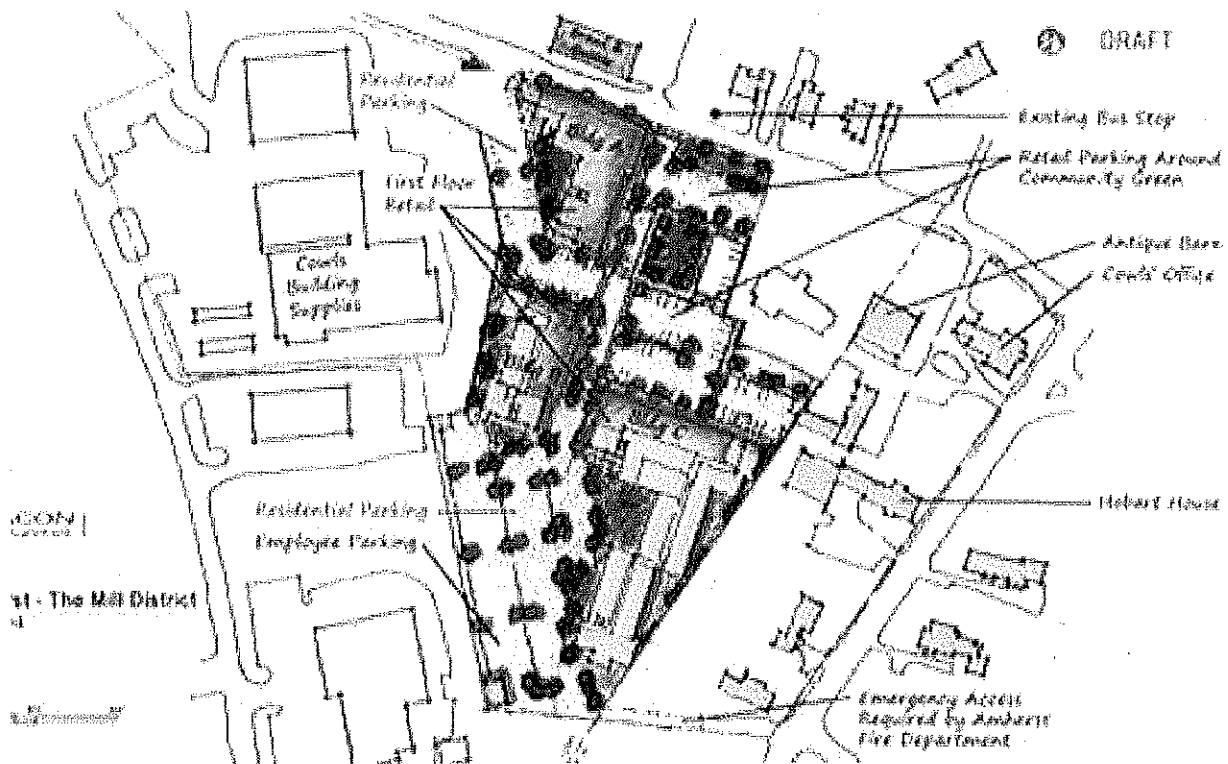 DRAFT
Residential
Parking
Existing Bus Stop
Retail Parking Around
Community Green
First Floor
Retail
Antique Barn
Cowls' Office
Cowls
Building
Supplies
Residential Parking
Employee Parking
Hobart House
st - The Mill District
Emergency Access
Required by Amherst
Fire Department